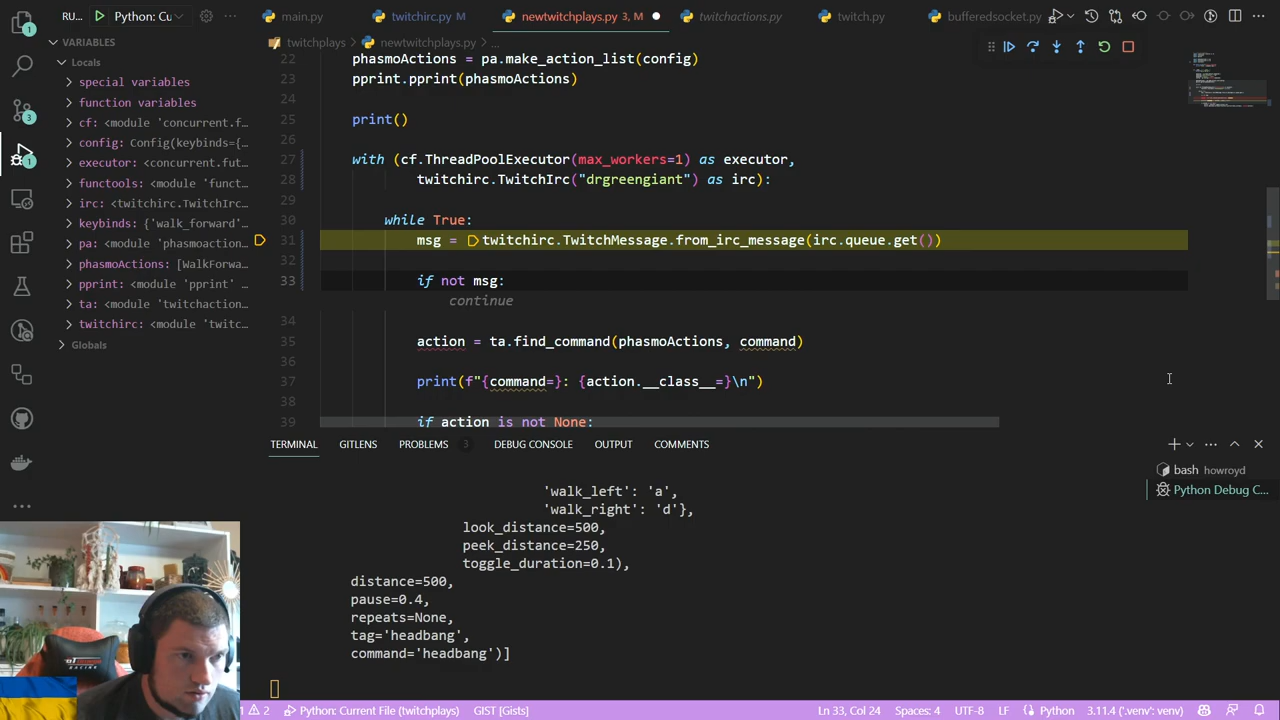 Python: Cu
main.py
twitchirc.py M
newtwitchplays.py 3, M
twitchactions.py
twitch.py
bufferedsocket.py
RU...
twitchplays > newtwitchplays.py > ...
VARIABLES
Locals
special variables
function variables
cf: <module 'concurrent.f…
config: Config(keybinds={…
executor: <concurrent.fut…
functools: <module 'funct…
irc: <twitchirc.TwitchIrc…
keybinds: {'walk_forward'…
pa: <module 'phasmoaction…
phasmoActions: [WalkForwa…
pprint: <module 'pprint' …
ta: <module 'twitchaction…
twitchirc: <module 'twitc…
Globals
22 phasmoActions = pa.make_action_list(config)
23 pprint.pprint(phasmoActions)
24
25 print()
26
27 with (cf.ThreadPoolExecutor(max_workers=1) as executor,
28 twitchirc.TwitchIrc("drgreengiant") as irc):
29
30 while True:
31 msg = twitchirc.TwitchMessage.from_irc_message(irc.queue.get())
32
33 if not msg:
continue
34
35 action = ta.find_command(phasmoActions, command)
36
37 print(f"{command=}: {action.__class__=}\n")
38
39 if action is not None:
TERMINAL GITLENS PROBLEMS 3 DEBUG CONSOLE OUTPUT COMMENTS
bash howroyd
Python Debug C...
'walk_left': 'a',
'walk_right': 'd'},
look_distance=500,
peek_distance=250,
toggle_duration=0.1),
distance=500,
pause=0.4,
repeats=None,
tag='headbang',
command='headbang')]
2 Python: Current File (twitchplays) GIST [Gists] Ln 33, Col 24 Spaces: 4 UTF-8 LF Python 3.11.4 ('.venv': venv)